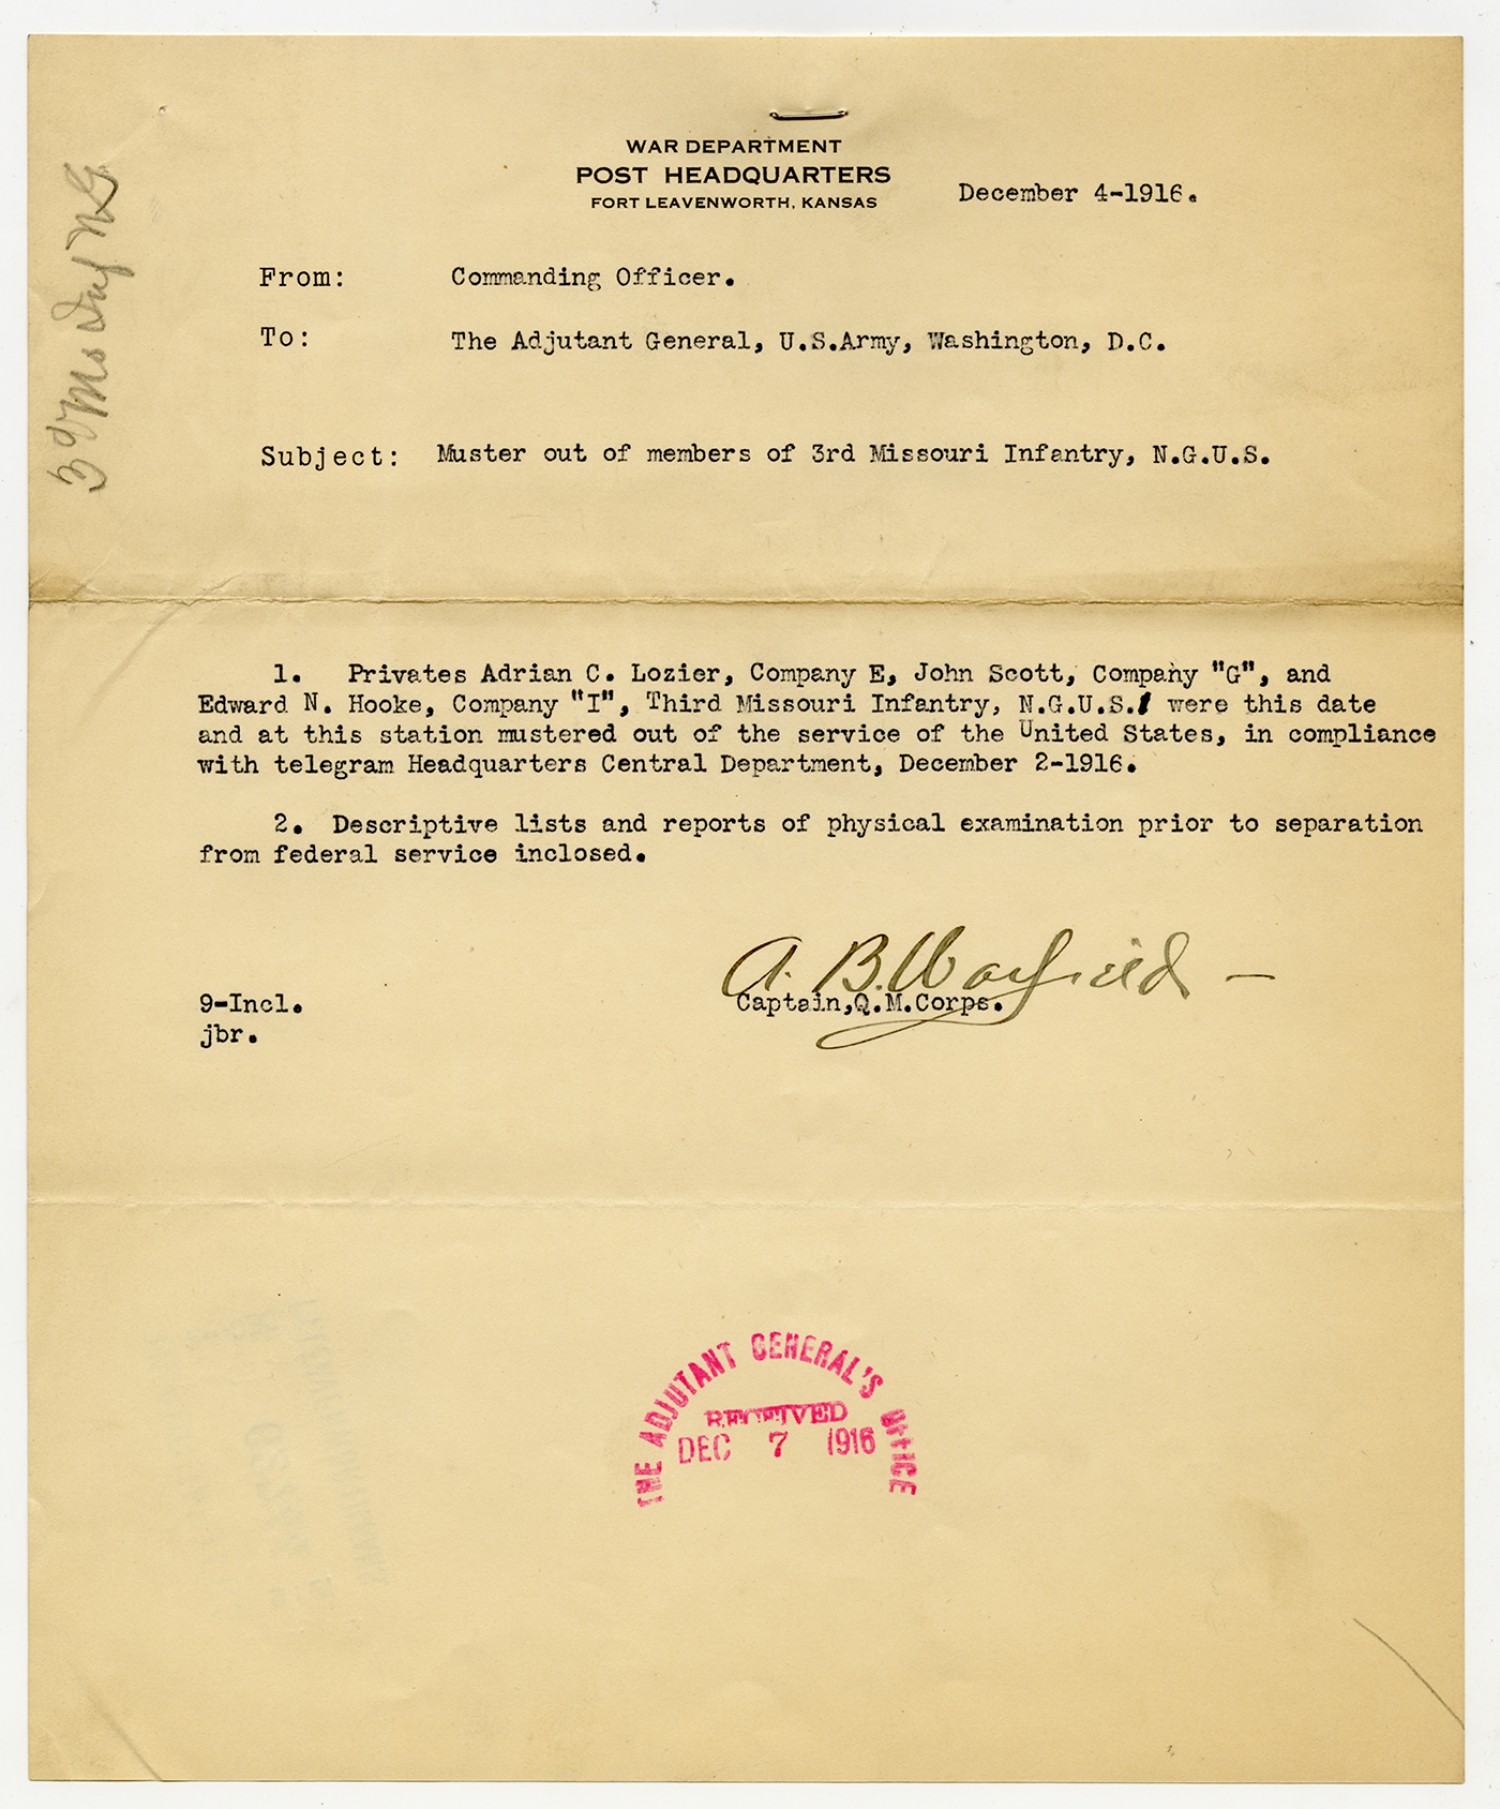 WAR DEPARTMENT
POST HEADQUARTERS
FORT LEAVENWORTH, KANSAS
December 4-1916.
3d Mo Inf NG
From: Commanding Officer.
To: The Adjutant General, U.S.Army, Washington, D.C.
Subject: Muster out of members of 3rd Missouri Infantry, N.G.U.S.
1. Privates Adrian C. Lozier, Company E, John Scott, Company "G", and
Edward N. Hooke, Company "I", Third Missouri Infantry, N.G.U.S. were this date
and at this station mustered out of the service of the United States, in compliance
with telegram Headquarters Central Department, December 2-1916.
2. Descriptive lists and reports of physical examination prior to separation
from federal service inclosed.
A. B. Warfield
9-Incl. Captain,Q.M.Corps.
jbr.
THE ADJUTANT GENERAL'S OFFICE
RECEIVED
DEC 7 1916